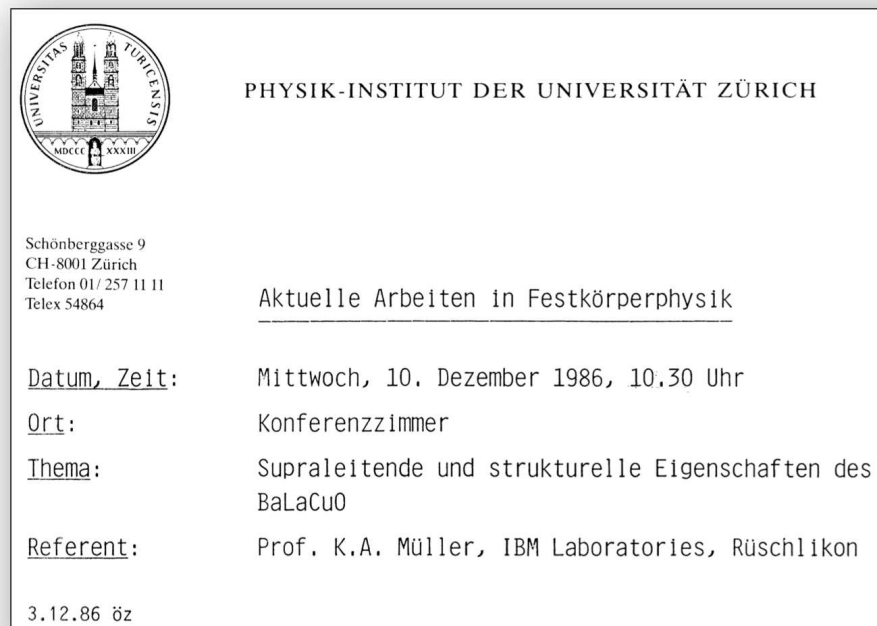 UNIVERSITAS TURICENSIS
MDCCC XXXIII
PHYSIK-INSTITUT DER UNIVERSITÄT ZÜRICH
Schönberggasse 9
CH-8001 Zürich
Telefon 01/ 257 11 11
Telex 54864
Aktuelle Arbeiten in Festkörperphysik
Datum, Zeit: Mittwoch, 10. Dezember 1986, 10.30 Uhr
Ort: Konferenzzimmer
Thema: Supraleitende und strukturelle Eigenschaften des
BaLaCuO
Referent: Prof. K.A. Müller, IBM Laboratories, Rüschlikon
3.12.86 öz